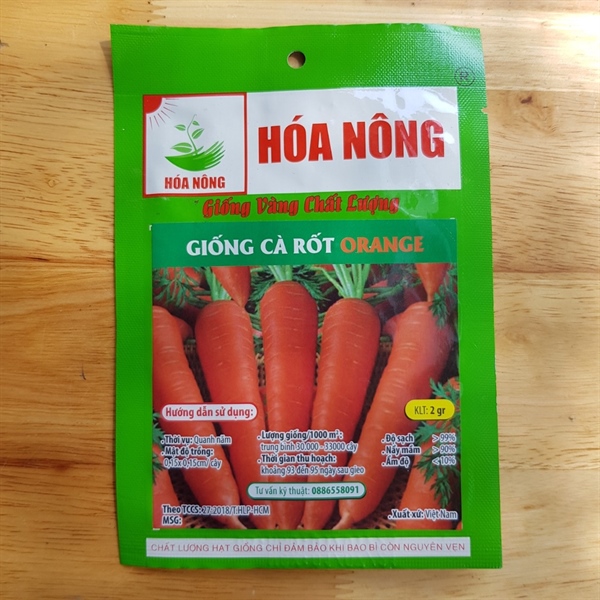 ®
HÓA NÔNG
HÓA NÔNG
Giống Vàng Chất Lượng
GIỐNG CÀ RỐT ORANGE
Hướng dẫn sử dụng:
KLT: 2 gr
. Thời vụ: Quanh năm
. Mật độ trồng:
0,15x 0,15cm/ cây
. Lượng giống/1000 m²:
trung bình 30.000 - 33000 cây
. Thời gian thu hoạch:
khoảng 93 đến 95 ngày sau gieo
. Độ sạch > 99%
. Nảy mầm > 90%
. Ẩm độ < 10%
Tư vấn kỹ thuật: 0886558091
Theo TCCS: 27:2018/T.HLP-HCM
MSG:
. Xuất xứ: Việt Nam
CHẤT LƯỢNG HẠT GIỐNG CHỈ ĐẢM BẢO KHI BAO BÌ CÒN NGUYÊN VẸN